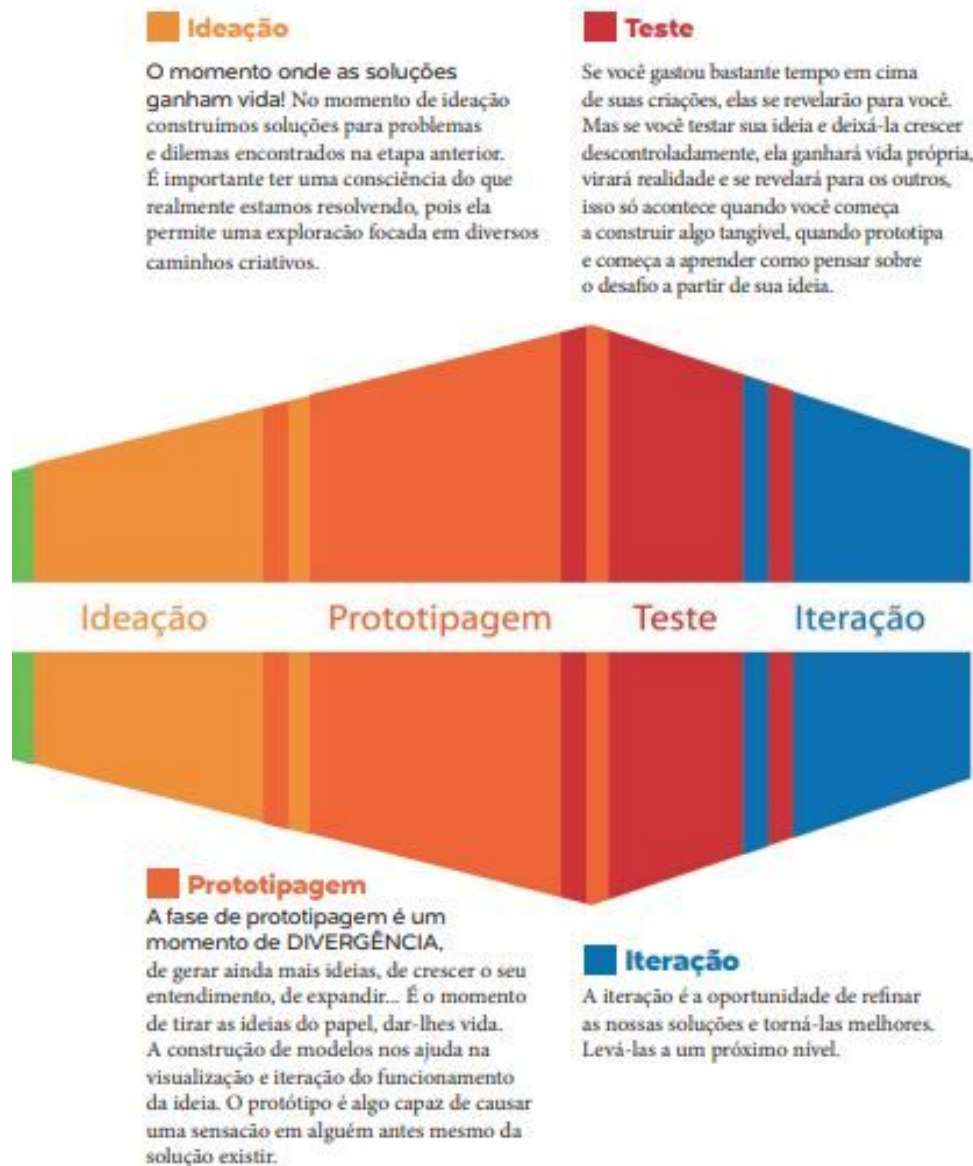 Ideação
O momento onde as soluções
ganham vida! No momento de ideação
construímos soluções para problemas
e dilemas encontrados na etapa anterior.
É importante ter uma consciência do que
realmente estamos resolvendo, pois ela
permite uma exploracão focada em diversos
caminhos criativos.
Teste
Se você gastou bastante tempo em cima
de suas criações, elas se revelarão para você.
Mas se você testar sua ideia e deixá-la crescer
descontroladamente, ela ganhará vida própria,
virará realidade e se revelará para os outros,
isso só acontece quando você começa
a construir algo tangível, quando prototipa
e começa a aprender como pensar sobre
o desafio a partir de sua ideia.
Ideação Prototipagem Teste Iteração
Prototipagem
A fase de prototipagem é um
momento de DIVERGÊNCIA,
de gerar ainda mais ideias, de crescer o seu
entendimento, de expandir... É o momento
de tirar as ideias do papel, dar-lhes vida.
A construção de modelos nos ajuda na
visualização e iteração do funcionamento
da ideia. O protótipo é algo capaz de causar
uma sensacão em alguém antes mesmo da
solução existir.
Iteração
A iteração é a oportunidade de refinar
as nossas soluções e torná-las melhores.
Levá-las a um próximo nível.